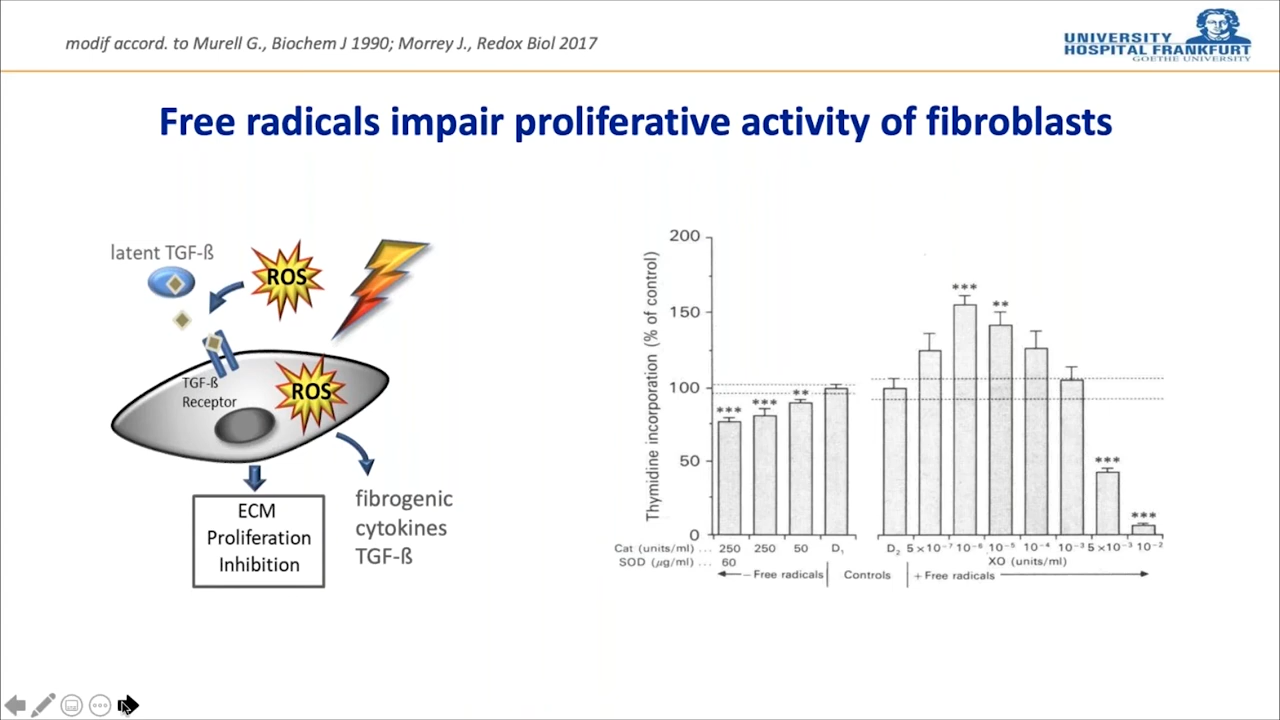 modif accord. to Murell G., Biochem J 1990; Morrey J., Redox Biol 2017
UNIVERSITY
HOSPITAL FRANKFURT
GOETHE UNIVERSITY
Free radicals impair proliferative activity of fibroblasts
latent TGF-ß
ROS
TGF-ß
Receptor
ROS
ECM
Proliferation
Inhibition
fibrogenic
cytokines
TGF-ß
Thymidine incorporation (% of control)
200
150
100
50
0
*** *** ** *** ** *** ***
Cat (units/ml) ... 250 250 50 D₁ D₂ 5×10⁻⁷ 10⁻⁶ 10⁻⁵ 10⁻⁴ 10⁻³ 5×10⁻³ 10⁻²
SOD (µg/ml) ... 60 XO (units/ml)
− Free radicals Controls + Free radicals